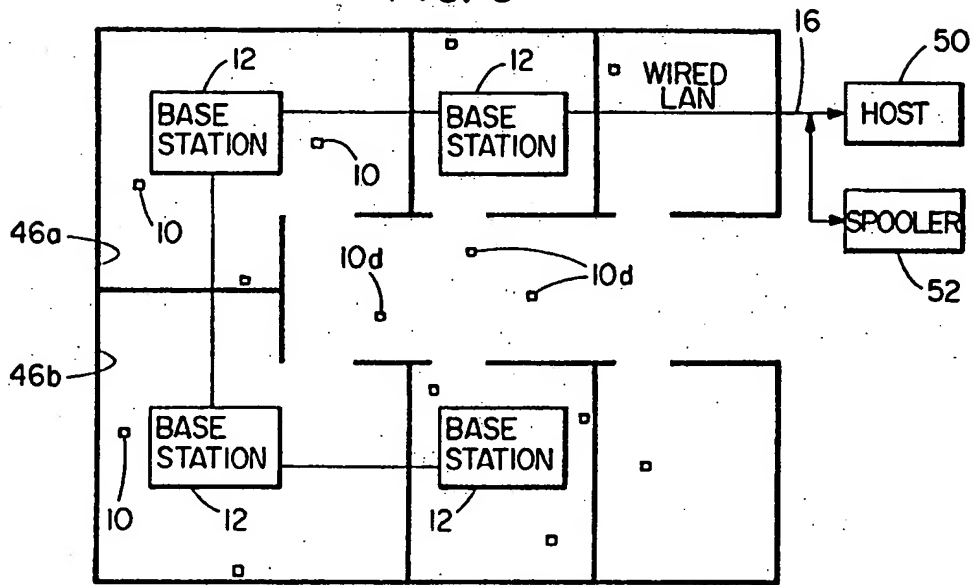 16
50
12
12
WIRED
LAN
BASE
STATION
BASE
STATION
HOST
10
10
SPOOLER
46a
10d
10d
52
46b
BASE
STATION
BASE
STATION
10
12
12